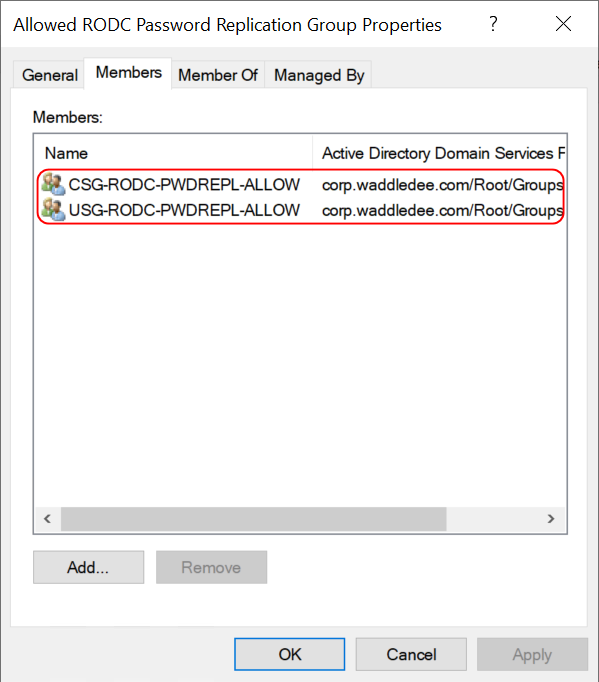 Allowed RODC Password Replication Group Properties ?
General Members Member Of Managed By
Members:
Name Active Directory Domain Services F
CSG-RODC-PWDREPL-ALLOW corp.waddledee.com/Root/Groups
USG-RODC-PWDREPL-ALLOW corp.waddledee.com/Root/Groups
Add... Remove
OK Cancel Apply